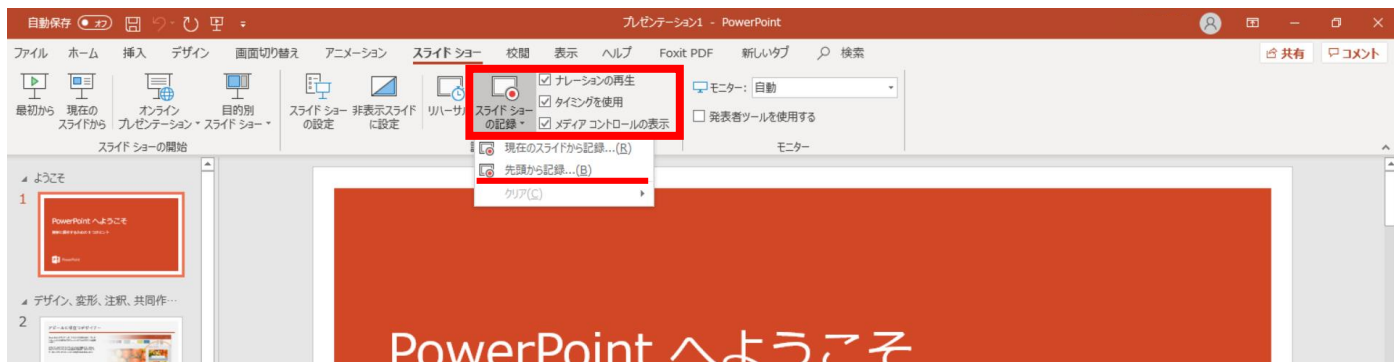 自動保存 オフ
プレゼンテーション1 - PowerPoint
ファイル ホーム 挿入 デザイン 画面切り替え アニメーション スライド ショー 校閲 表示 ヘルプ Foxit PDF 新しいタブ 検索 共有 コメント
最初から
現在の
スライドから
オンライン
プレゼンテーション
目的別
スライド ショー
スライド ショー
の設定
非表示スライド
に設定
リハーサル
スライド ショー
の記録
ナレーションの再生
タイミングを使用
メディア コントロールの表示
モニター: 自動
発表者ツールを使用する
スライド ショーの開始
モニター
現在のスライドから記録...(R)
先頭から記録...(B)
クリア(C)
ようこそ
1
PowerPoint へようこそ
PowerPoint
デザイン、変形、注釈、共同作…
2
PowerPoint へようこそ